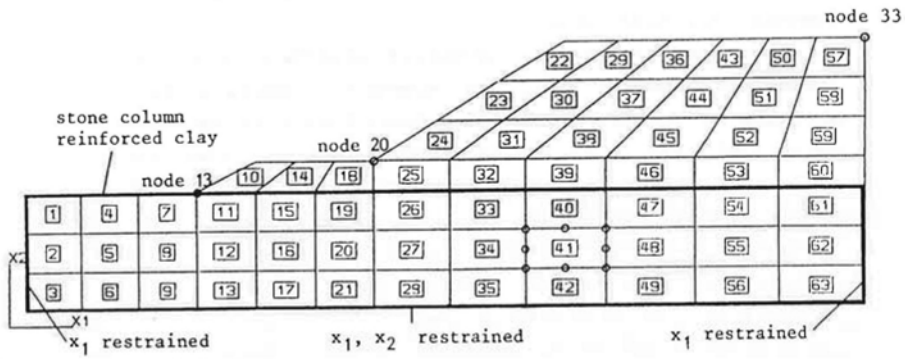 node 33
22 29 36 43 50 57
23 30 37 44 51 58
stone column
reinforced clay
node 20
24 31 38 45 52 59
node 13
10 14 18 25 32 39 46 53 60
1 4 7 11 15 19 26 33 40 47 54 61
2 5 8 12 16 20 27 34 41 48 55 62
X2
3 6 9 13 17 21 28 35 42 49 56 63
X1
x1 restrained
x1, x2 restrained
x1 restrained